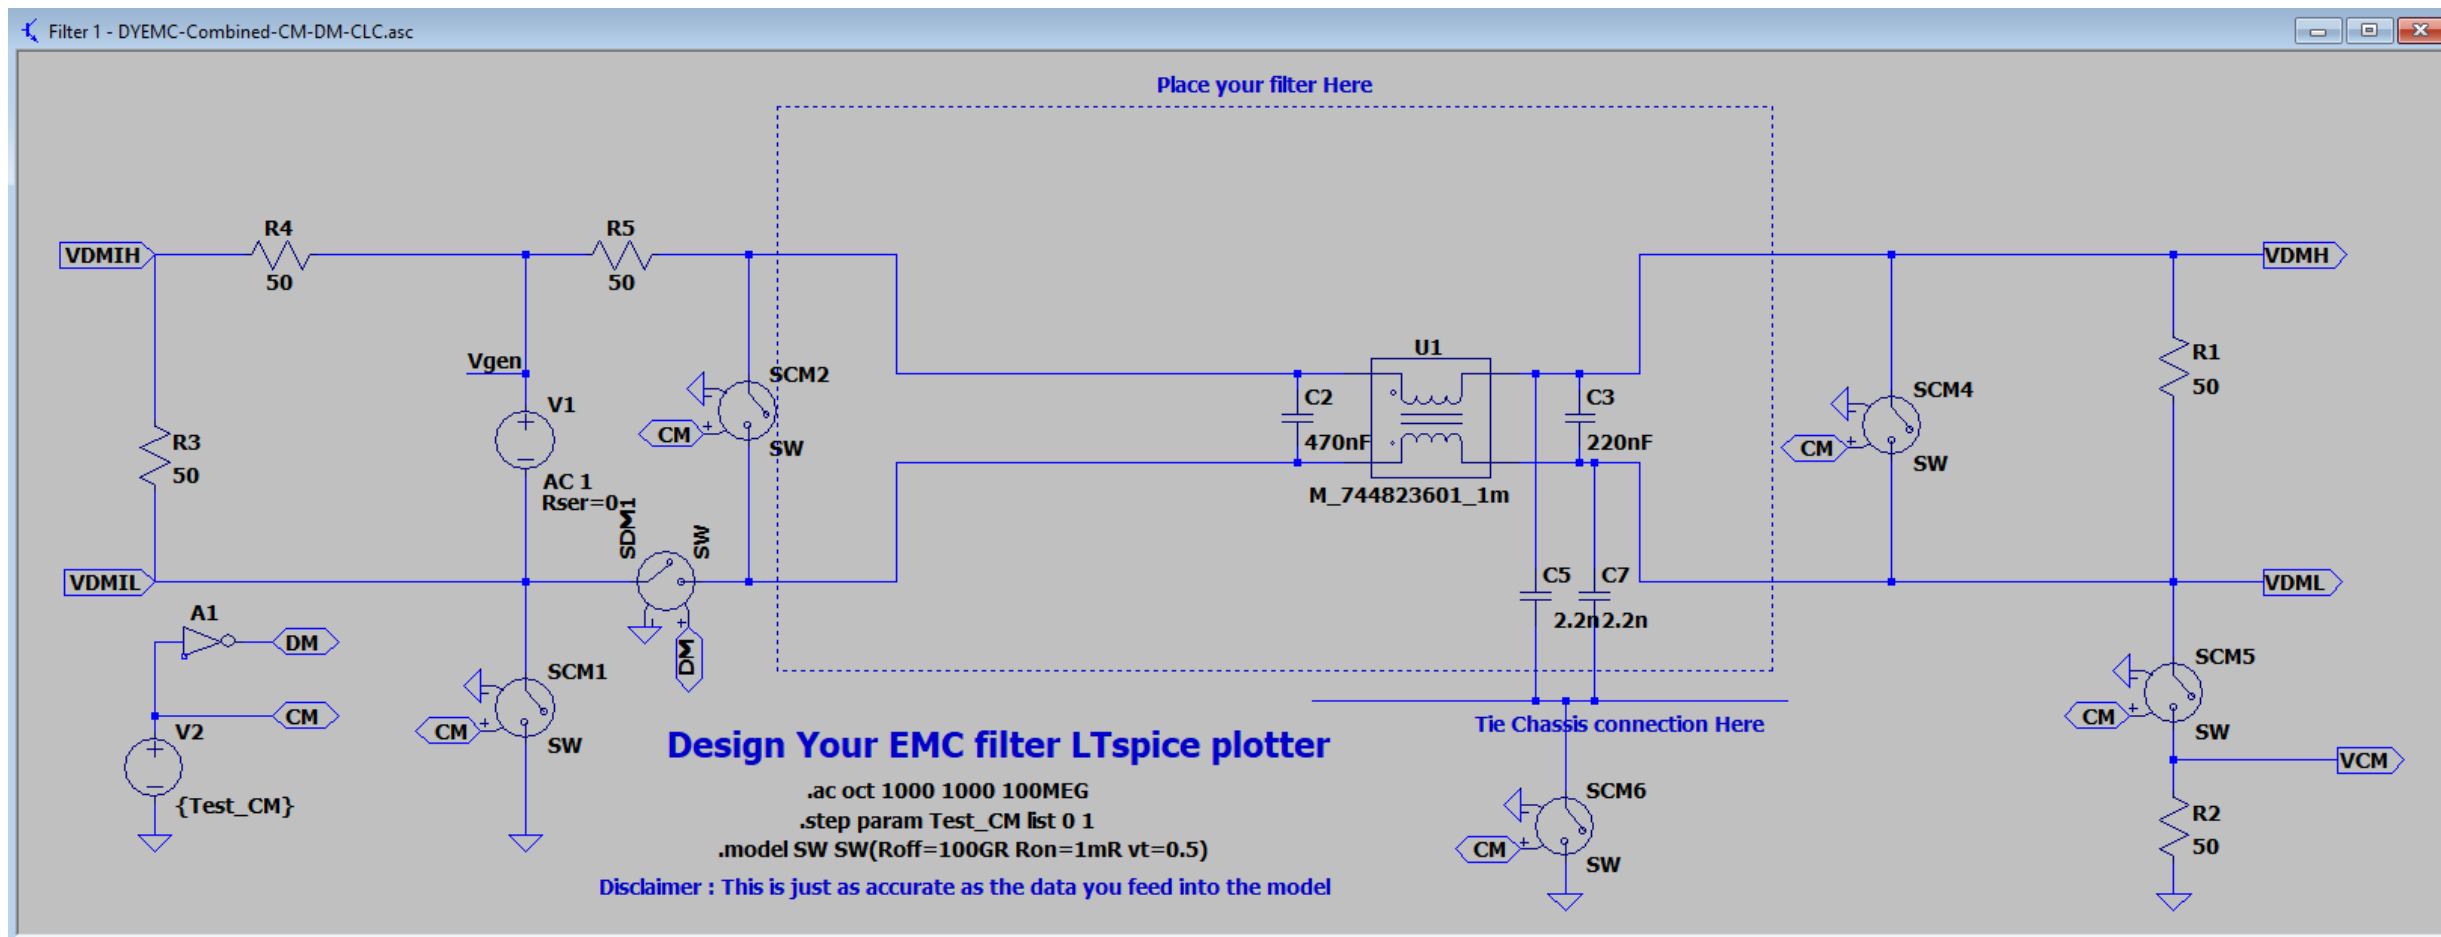 Filter 1 - DYEMC-Combined-CM-DM-CLC.asc
Place your filter Here
R4
R5
VDMIH
VDMH
50
50
Vgen
U1
R1
SCM2
50
V1
C2
C3
SCM4
R3
CM
+
470nF
220nF
CM
+
50
SW
SW
AC 1
Rser=0
M_744823601_1m
SDM1
SW
VDMIL
C5
C7
VDML
A1
2.2n
2.2n
DM
+
DM
SCM1
SCM5
CM
V2
CM
+
SW
Tie Chassis connection Here
CM
+
SW
Design Your EMC filter LTspice plotter
VCM
.ac oct 1000 1000 100MEG
SCM6
{Test_CM}
.step param Test_CM list 0 1
R2
.model SW SW(Roff=100GR Ron=1mR vt=0.5)
CM
+
50
SW
Disclaimer : This is just as accurate as the data you feed into the model